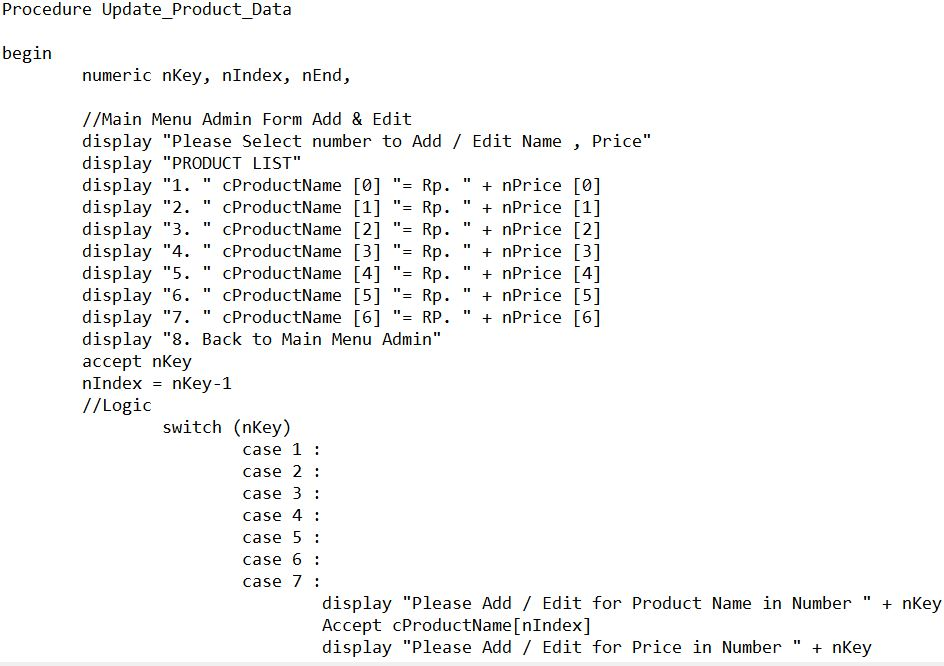 Procedure Update_Product_Data
begin
numeric nKey, nIndex, nEnd,
//Main Menu Admin Form Add & Edit
display "Please Select number to Add / Edit Name , Price"
display "PRODUCT LIST"
display "1. " cProductName [0] "= Rp. " + nPrice [0]
display "2. " cProductName [1] "= Rp. " + nPrice [1]
display "3. " cProductName [2] "= Rp. " + nPrice [2]
display "4. " cProductName [3] "= Rp. " + nPrice [3]
display "5. " cProductName [4] "= Rp. " + nPrice [4]
display "6. " cProductName [5] "= Rp. " + nPrice [5]
display "7. " cProductName [6] "= RP. " + nPrice [6]
display "8. Back to Main Menu Admin"
accept nKey
nIndex = nKey-1
//Logic
switch (nKey)
case 1 :
case 2 :
case 3 :
case 4 :
case 5 :
case 6 :
case 7 :
display "Please Add / Edit for Product Name in Number " + nKey
Accept cProductName[nIndex]
display "Please Add / Edit for Price in Number " + nKey